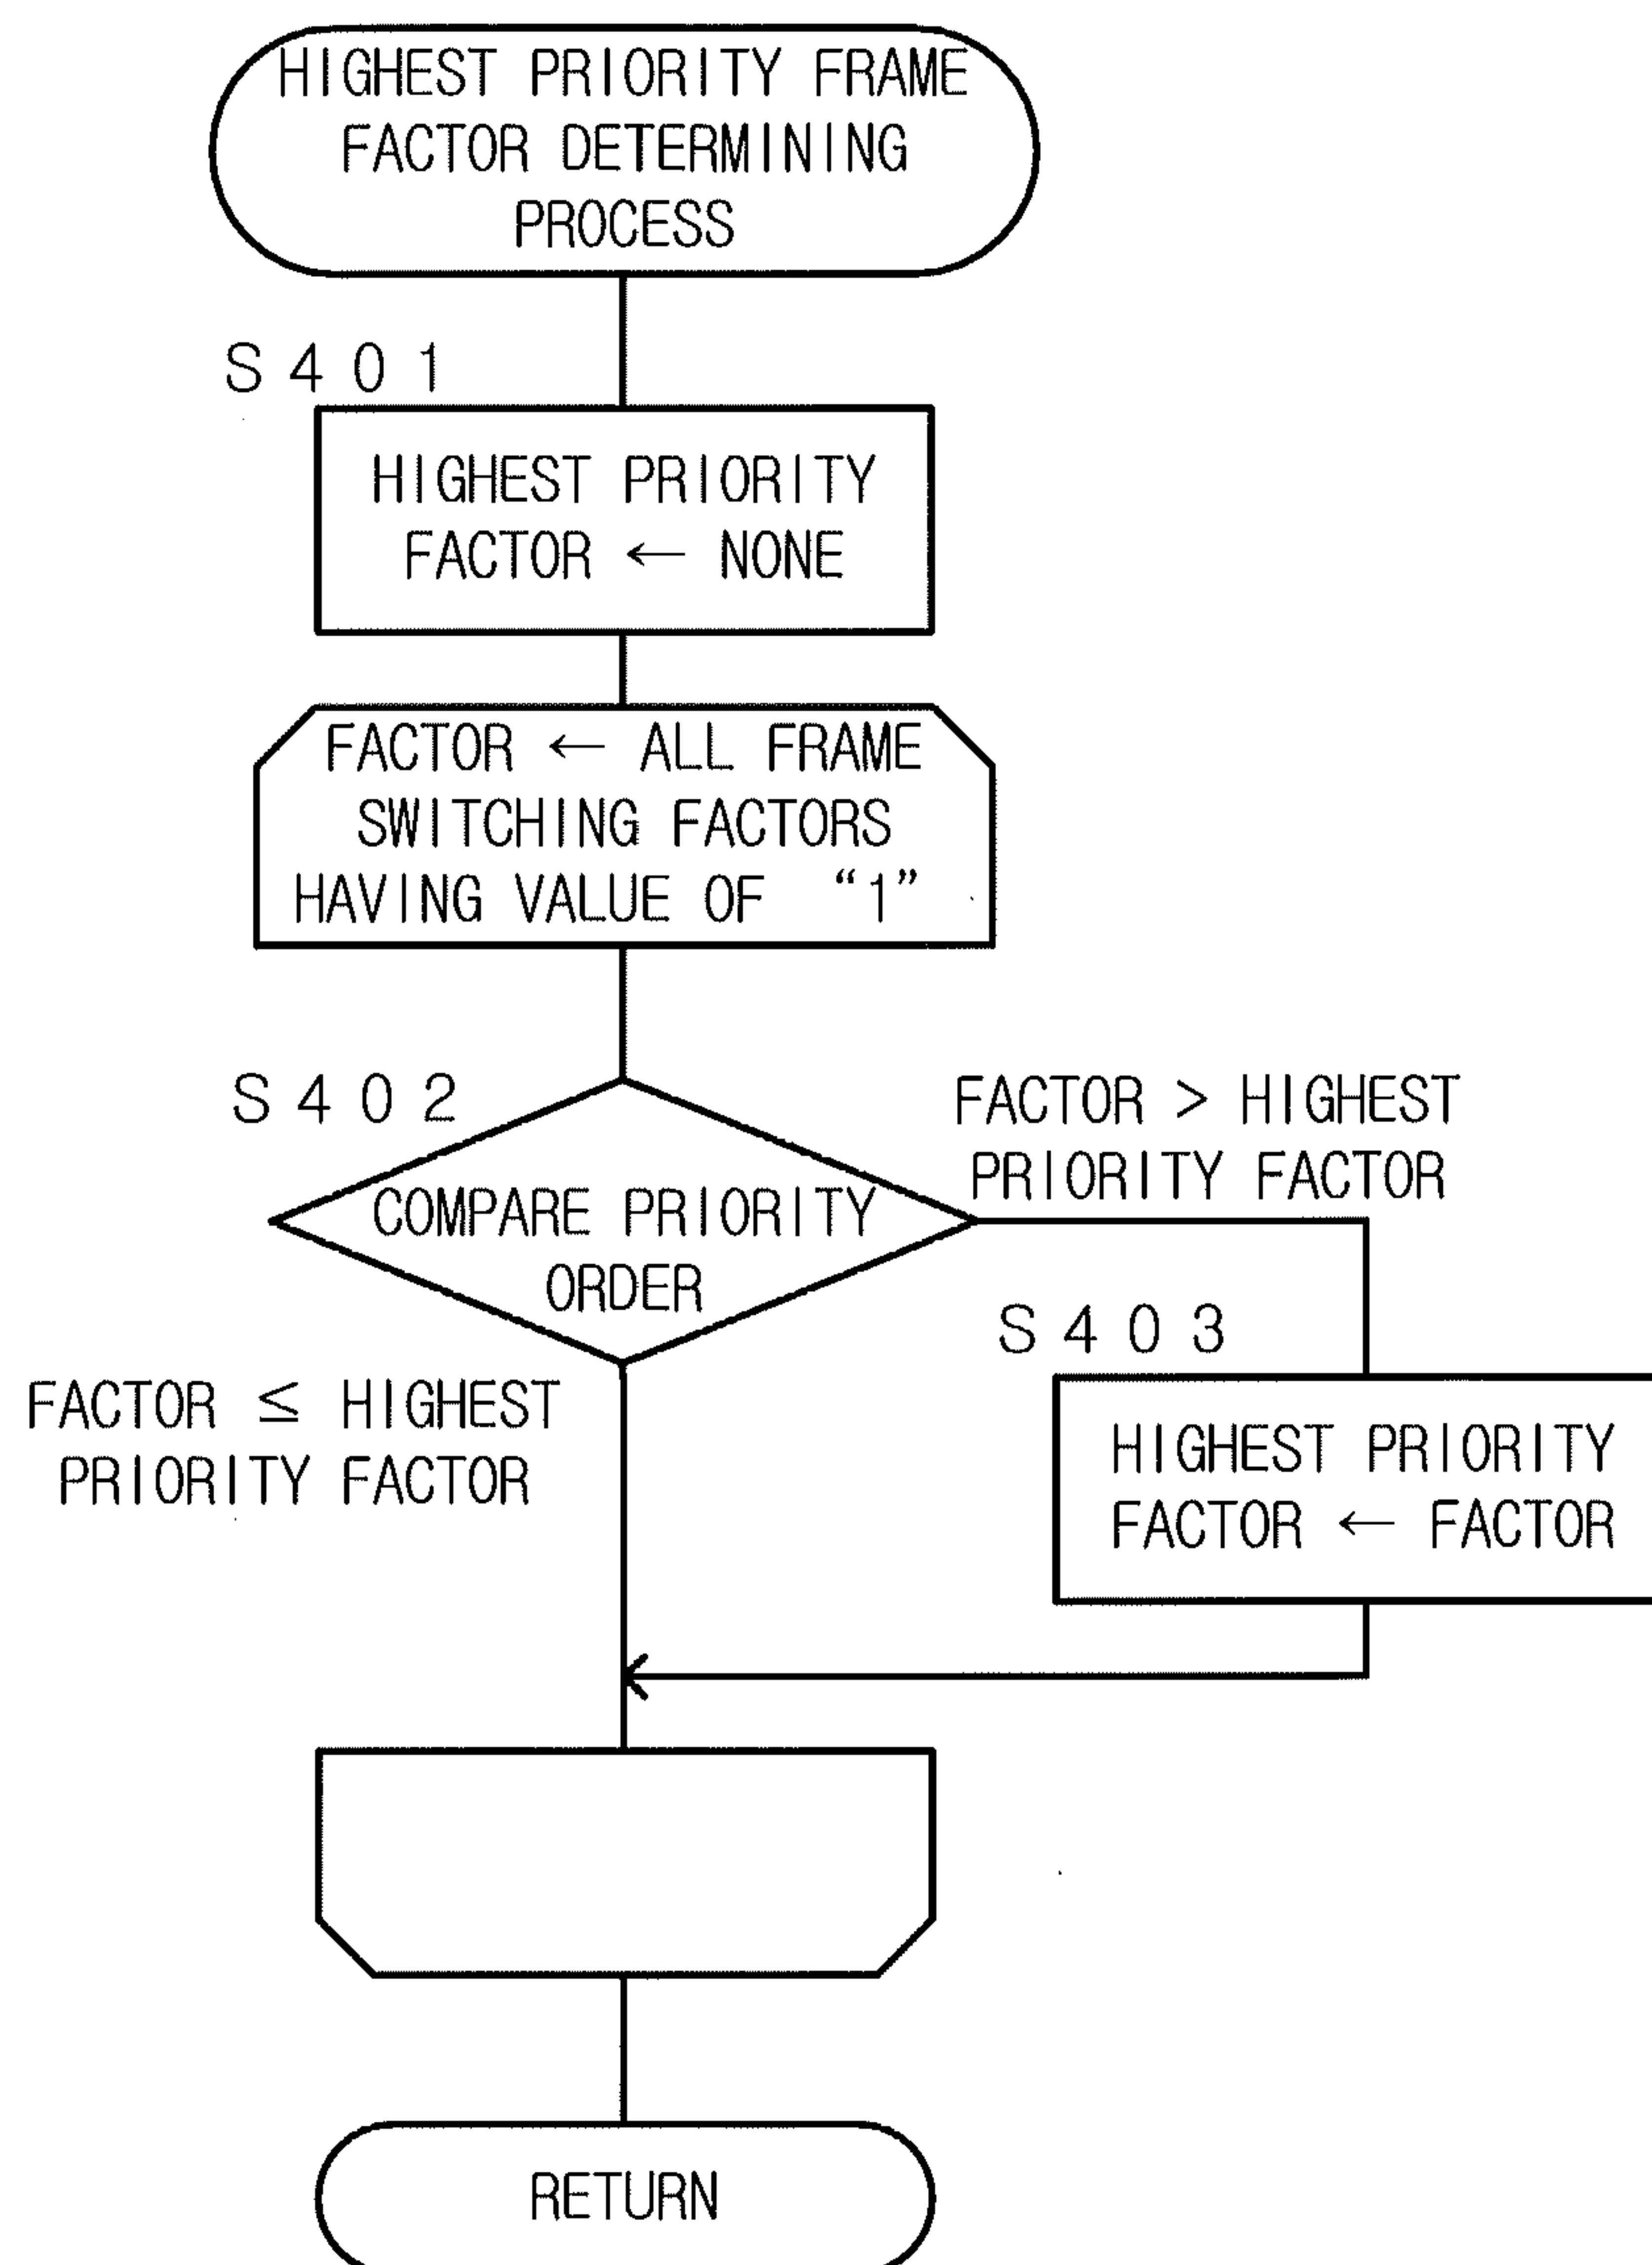 HIGHEST PRIORITY FRAME
FACTOR DETERMINING
PROCESS
S401
HIGHEST PRIORITY
FACTOR ← NONE
FACTOR ← ALL FRAME
SWITCHING FACTORS
HAVING VALUE OF “1”
S402
COMPARE PRIORITY
ORDER
FACTOR > HIGHEST
PRIORITY FACTOR
S403
HIGHEST PRIORITY
FACTOR ← FACTOR
FACTOR ≤ HIGHEST
PRIORITY FACTOR
RETURN